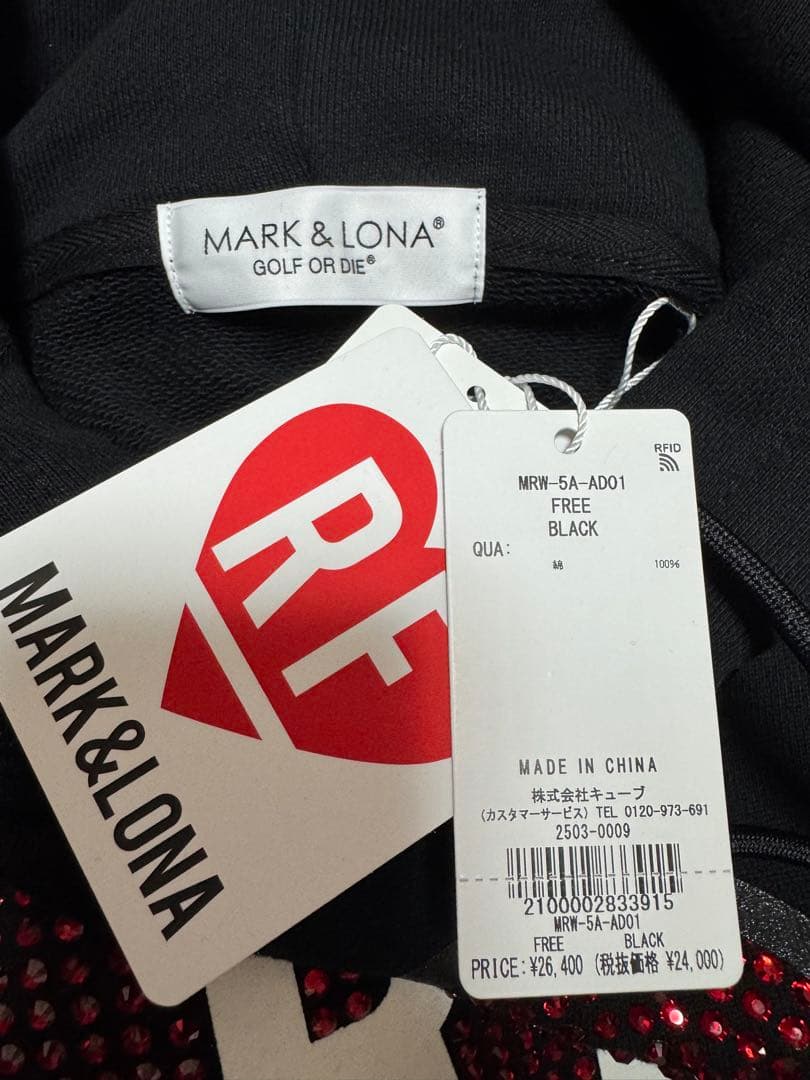 MARK & LONA®
GOLF OR DIE®
RF
MARK&LONA
RFID
MRW-5A-AD01
FREE
BLACK
QUA:
綿 100%
MADE IN CHINA
株式会社キューブ
(カスタマーサービス) TEL 0120-973-691
2503-0009
2100002833915
MRW-5A-AD01
FREE BLACK
PRICE:¥26,400 (税抜価格 ¥24,000)